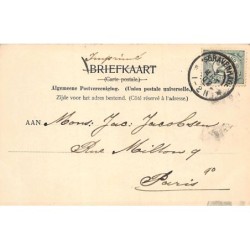 Imprimé
BRIEFKAART
(Carte postale.)
Algemeene Postvereeniging. (Union postale universelle.)
Zijde voor het adres bestemd. (Côté réservé à l'adresse.)
AAN Mons: Jac: Jacobsen
Rue Milton 9
Paris